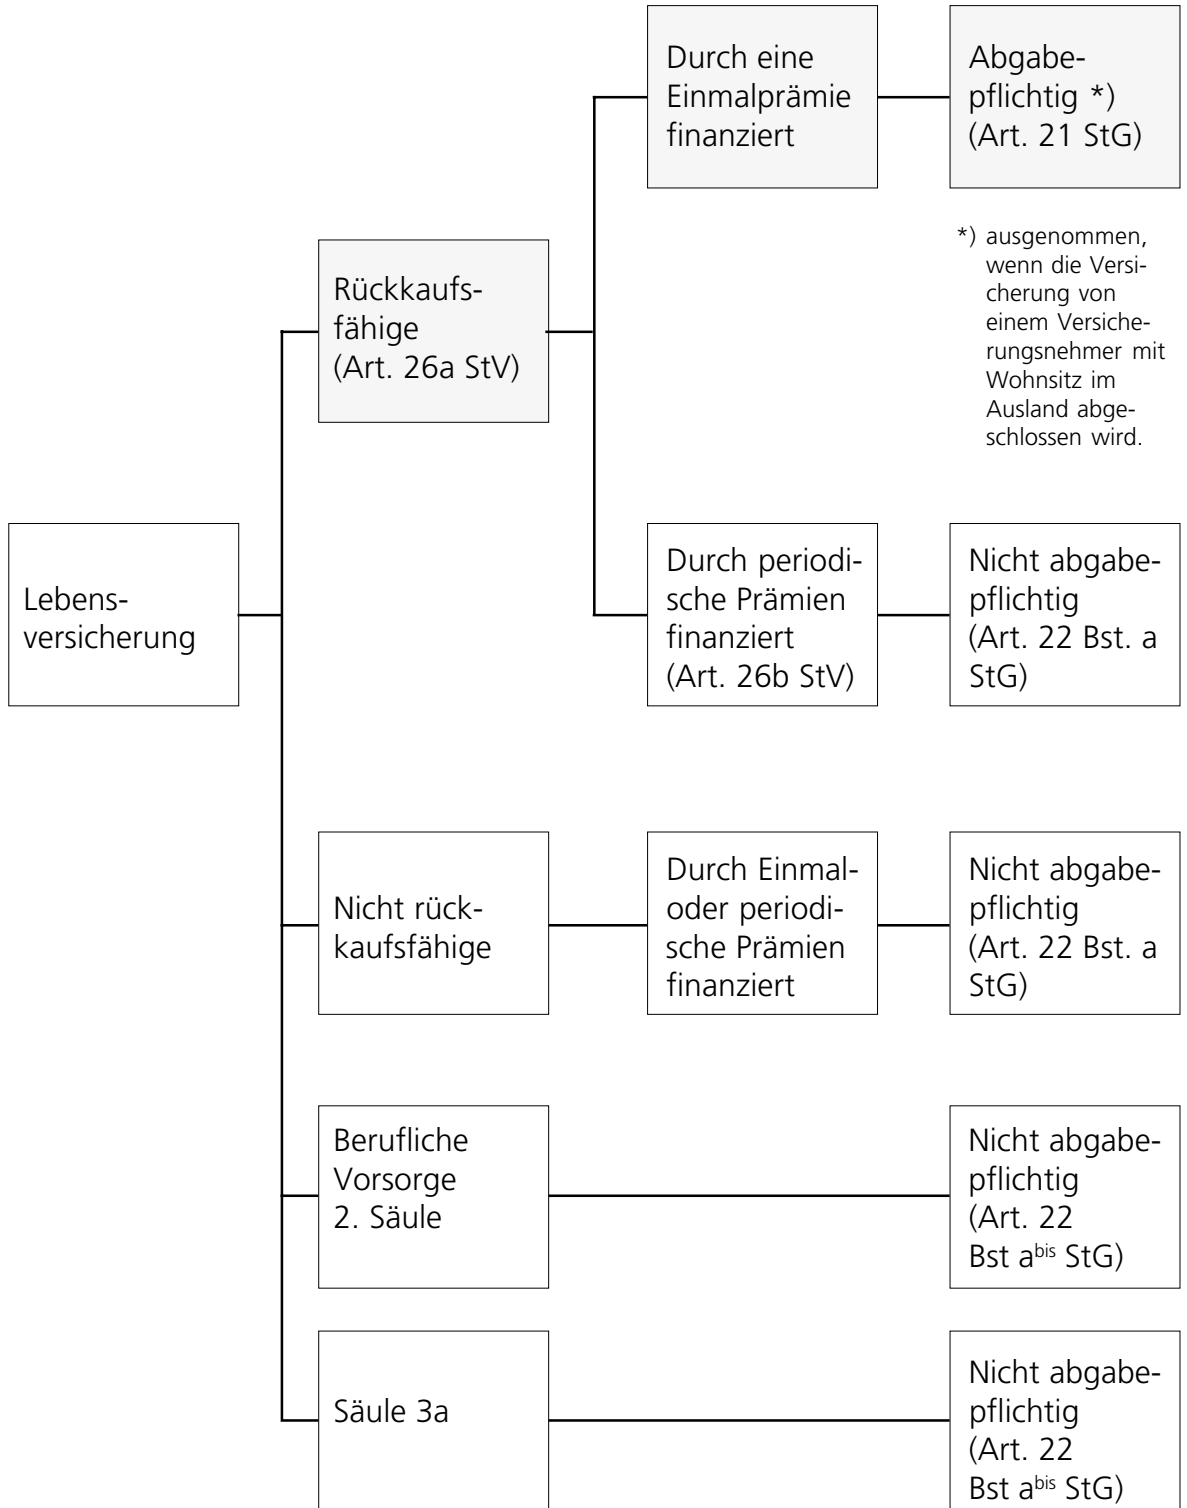 Durch eine
Einmalprämie
finanziert
Abgabe-
pflichtig *)
(Art. 21 StG)
*) ausgenommen,
wenn die Versi-
cherung von
einem Versiche-
rungsnehmer mit
Wohnsitz im
Ausland abge-
schlossen wird.
Rückkaufs-
fähige
(Art. 26a StV)
Lebens-
versicherung
Durch periodi-
sche Prämien
finanziert
(Art. 26b StV)
Nicht abgabe-
pflichtig
(Art. 22 Bst. a
StG)
Nicht rück-
kaufsfähige
Durch Einmal-
oder periodi-
sche Prämien
finanziert
Nicht abgabe-
pflichtig
(Art. 22 Bst. a
StG)
Berufliche
Vorsorge
2. Säule
Nicht abgabe-
pflichtig
(Art. 22
Bst a^bis StG)
Säule 3a
Nicht abgabe-
pflichtig
(Art. 22
Bst a^bis StG)